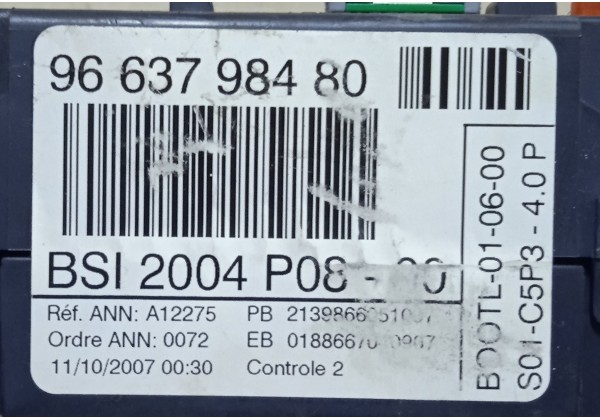 96 637 984 80
BSI 2004 P08 -
Réf. ANN: A12275 PB
Ordre ANN: 0072 EB
11/10/2007 00:30 Controle 2
BOOTL-01-06-00
S01-C5P3 - 4.0 P